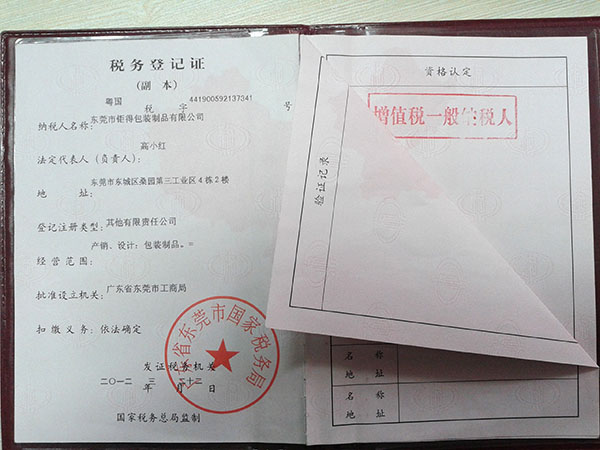 税务登记证
(副 本)
粤国 税 字 441900592137341 号
纳税人名称: 东莞市钜得包装制品有限公司
法定代表人(负责人): 高小红
地 址: 东莞市东城区桑园第三工业区4栋2楼
登记注册类型: 其他有限责任公司
产销、设计:包装制品。=
经营范围:
批准设立机关: 广东省东莞市工商局
扣缴义务:依法确定
省东莞市国家税务局
发证税务机关
二〇一二 年 三 月 二十二 日
国家税务总局监制
资格认定
增值税一般纳税人
验证记录
名 称
地 址
名 称
地 址